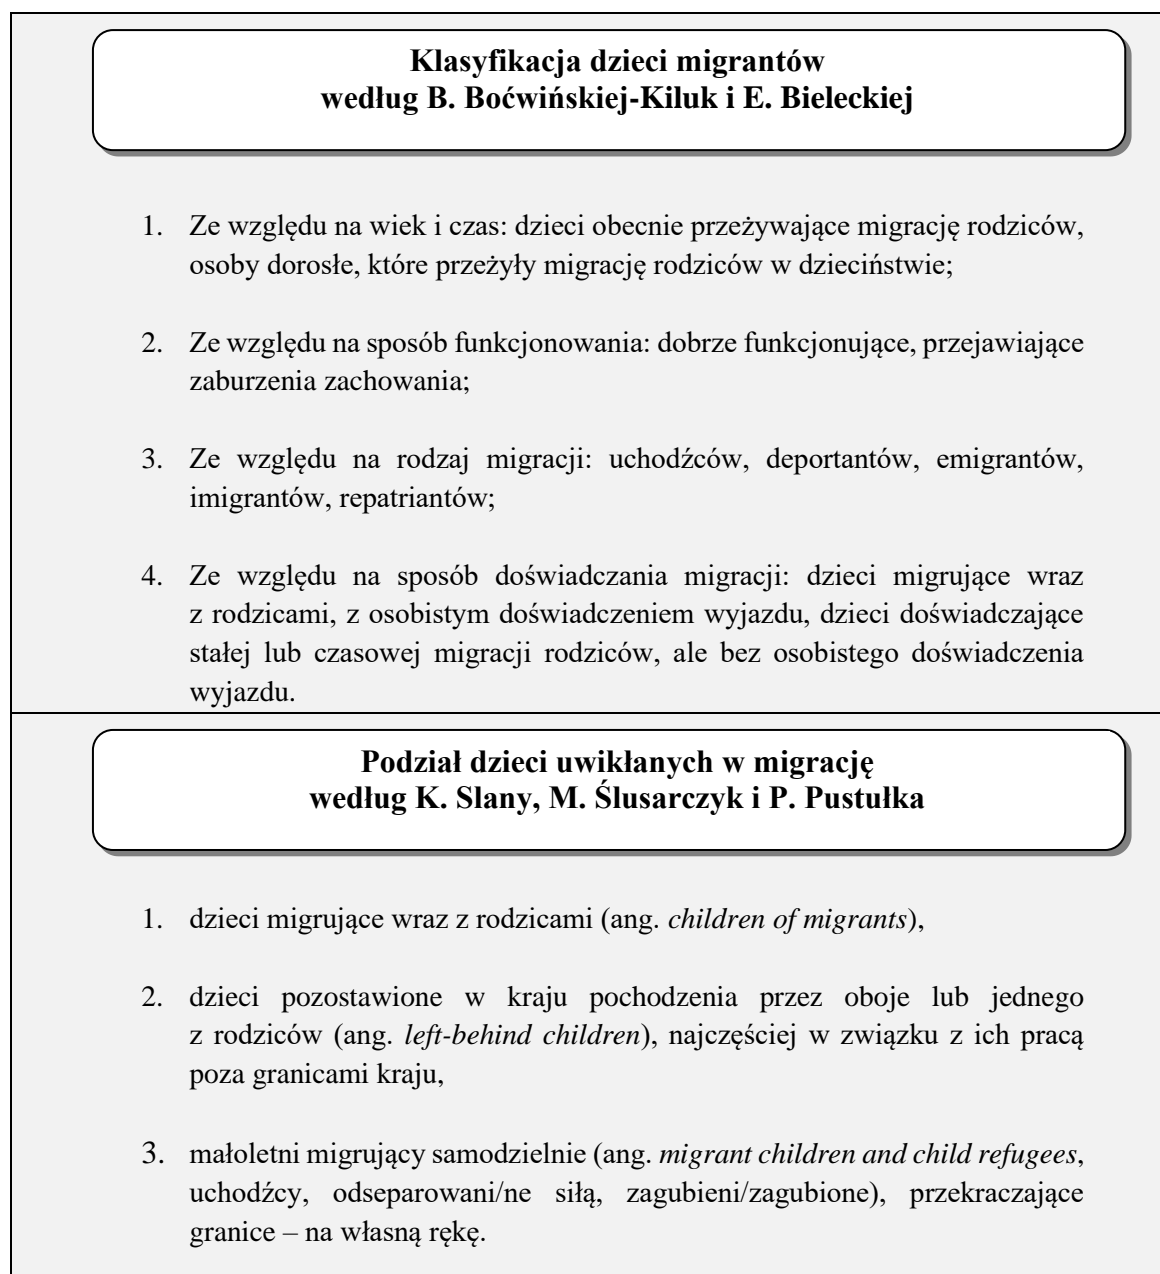 Klasyfikacja dzieci migrantów
według B. Boćwińskiej-Kiluk i E. Bieleckiej
1. Ze względu na wiek i czas: dzieci obecnie przeżywające migrację rodziców,
osoby dorosłe, które przeżyły migrację rodziców w dzieciństwie;
2. Ze względu na sposób funkcjonowania: dobrze funkcjonujące, przejawiające
zaburzenia zachowania;
3. Ze względu na rodzaj migracji: uchodźców, deportantów, emigrantów,
imigrantów, repatriantów;
4. Ze względu na sposób doświadczania migracji: dzieci migrujące wraz
z rodzicami, z osobistym doświadczeniem wyjazdu, dzieci doświadczające
stałej lub czasowej migracji rodziców, ale bez osobistego doświadczenia
wyjazdu.
Podział dzieci uwikłanych w migrację
według K. Slany, M. Ślusarczyk i P. Pustułka
1. dzieci migrujące wraz z rodzicami (ang. children of migrants),
2. dzieci pozostawione w kraju pochodzenia przez oboje lub jednego
z rodziców (ang. left-behind children), najczęściej w związku z ich pracą
poza granicami kraju,
3. małoletni migrujący samodzielnie (ang. migrant children and child refugees,
uchodźcy, odseparowani/ne siłą, zagubieni/zagubione), przekraczające
granice – na własną rękę.